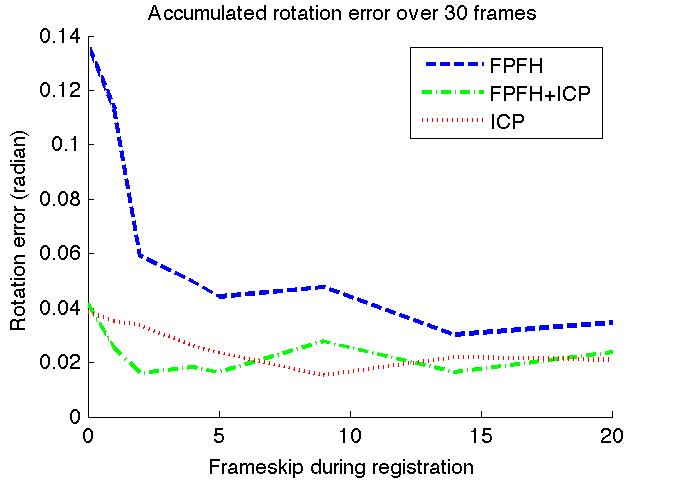 Accumulated rotation error over 30 frames
0.14
0.12
0.1
0.08
0.06
0.04
0.02
0
Rotation error (radian)
FPFH
FPFH+ICP
ICP
0 5 10 15 20
Frameskip during registration